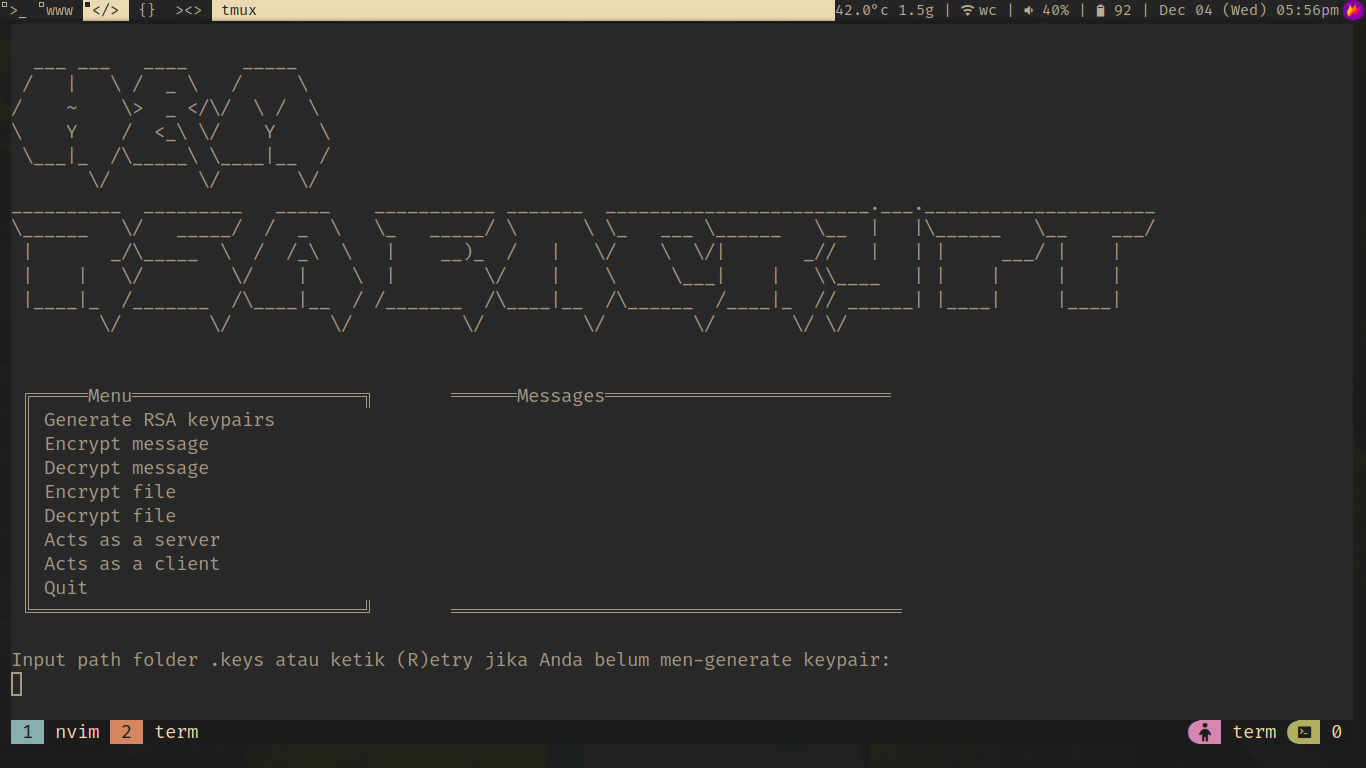 >_ www </> {} ><> tmux 42.0°c 1.5g | wc | 40% | 92 | Dec 04 (Wed) 05:56pm
H&A
RSA ENCRYPT
Menu Messages
Generate RSA keypairs
Encrypt message
Decrypt message
Encrypt file
Decrypt file
Acts as a server
Acts as a client
Quit
Input path folder .keys atau ketik (R)etry jika Anda belum men-generate keypair:
1 nvim 2 term term 0